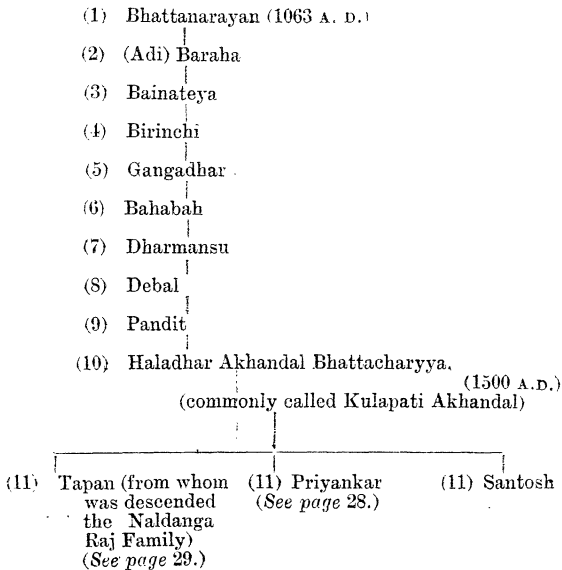 (1) Bhattanarayan (1063 A. D.)
(2) (Adi) Baraha
(3) Bainateya
(4) Birinchi
(5) Gangadhar
(6) Bahabah
(7) Dharmansu
(8) Debal
(9) Pandit
(10) Haladhar Akhandal Bhattacharyya.
(1500 A.D.)
(commonly called Kulapati Akhandal)
(11) Tapan (from whom
was descended
the Naldanga
Raj Family)
(See page 29.)
(11) Priyankar
(See page 28.)
(11) Santosh